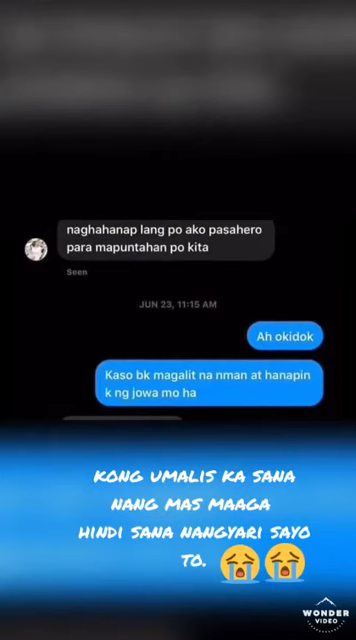 naghahanap lang po ako pasahero
para mapuntahan po kita
Seen
JUN 23, 11:15 AM
Ah okidok
Kaso bk magalit na nman at hanapin
k ng jowa mo ha
KONG UMALIS KA SANA
NANG MAS MAAGA
HINDI SANA NANGYARI SAYO
TO. 😭😭
WONDER
VIDEO